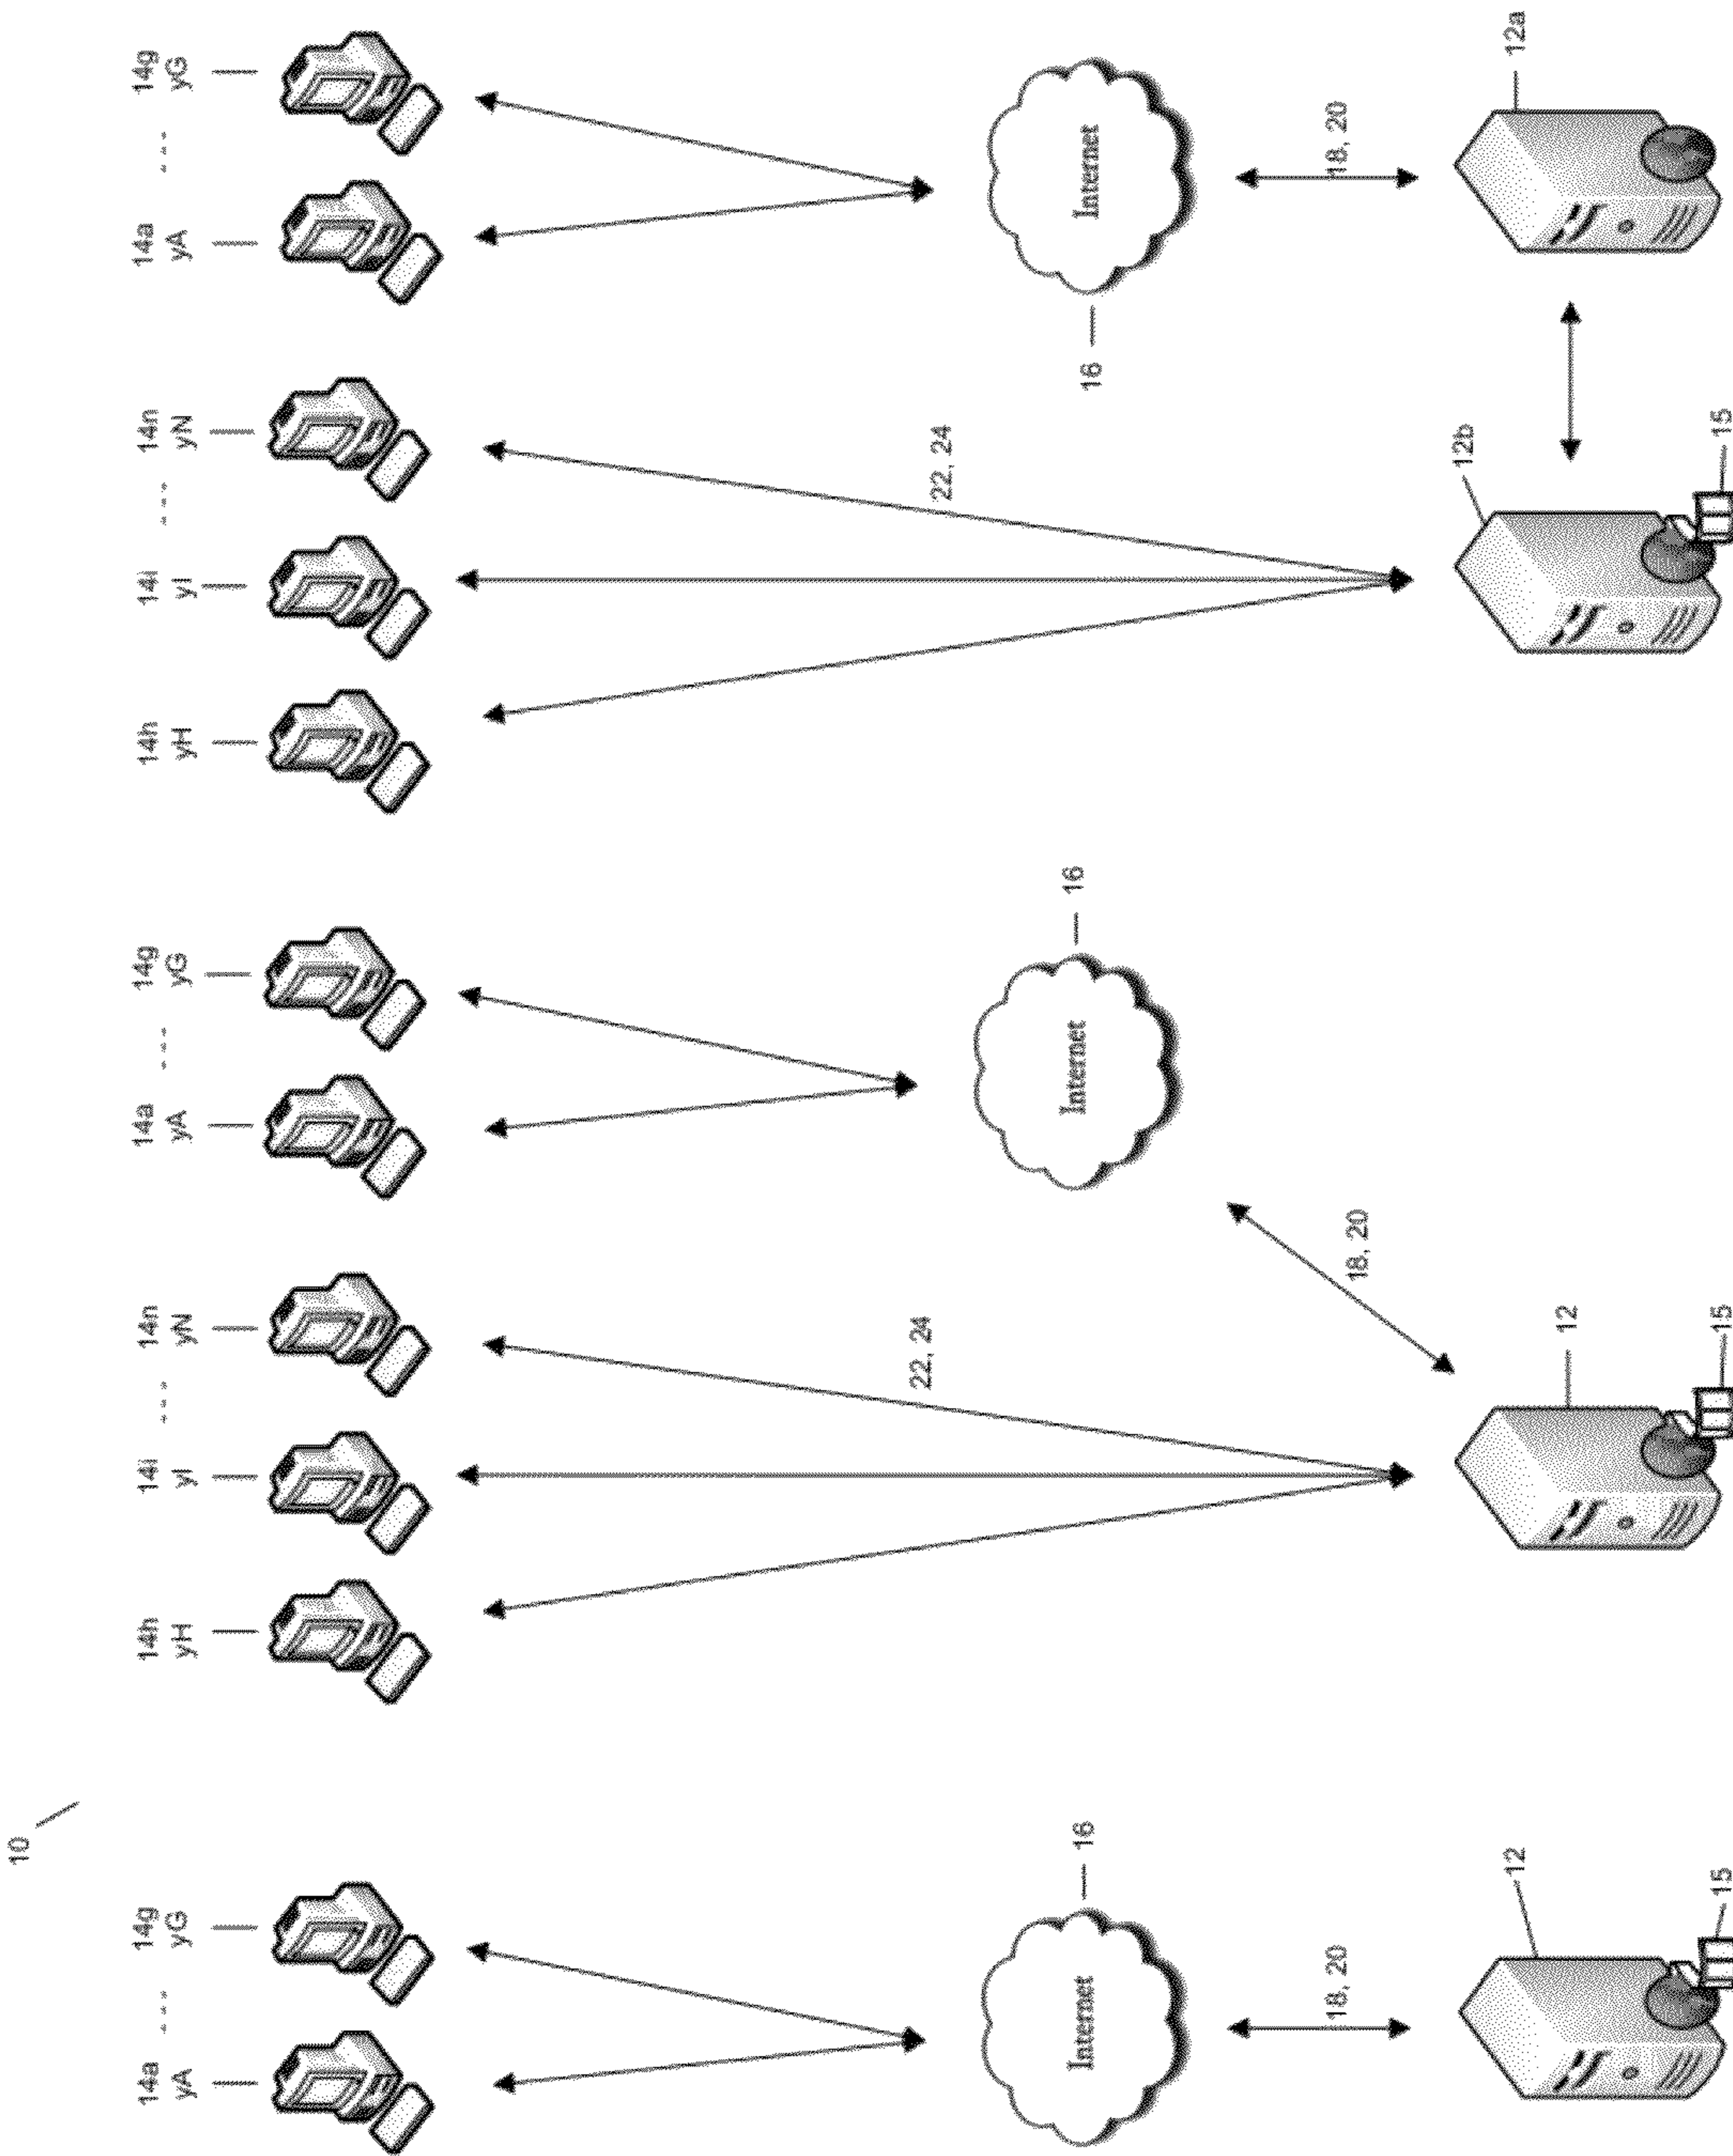 10
14a - - - 14g 14h 14i - - - 14n 14a - - - 14g 14h 14i - - - 14n 14a - - - 14g
yA yG yH yI yN yA yG yH yI yN yA yG
22, 24 22, 24
Internet 16 Internet 16 16 Internet
18, 20 18, 20 18, 20
12 12 12b 12a
15 15 15